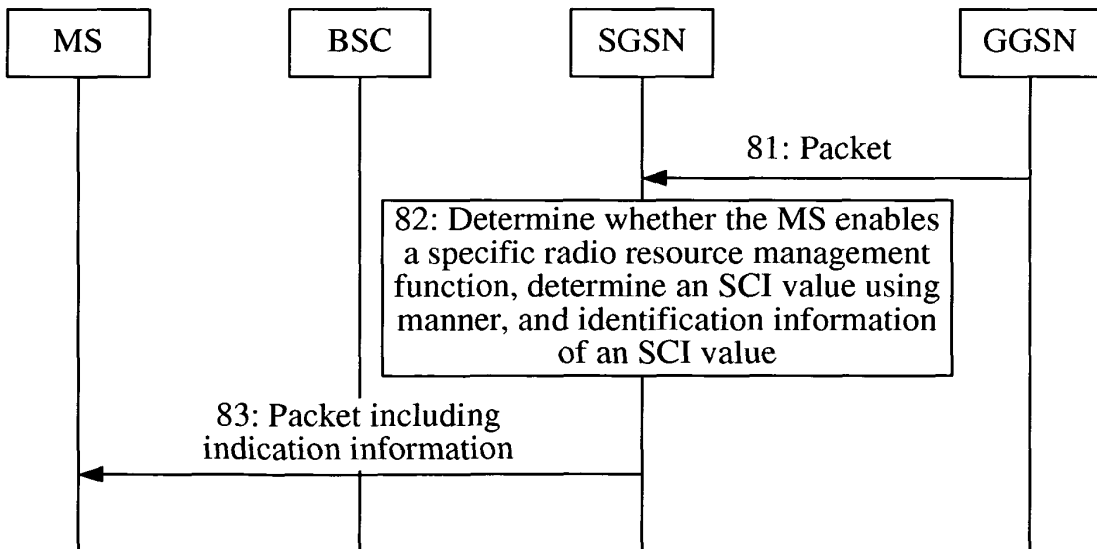 MS
BSC
SGSN
GGSN
81: Packet
82: Determine whether the MS enables
a specific radio resource management
function, determine an SCI value using
manner, and identification information
of an SCI value
83: Packet including
indication information